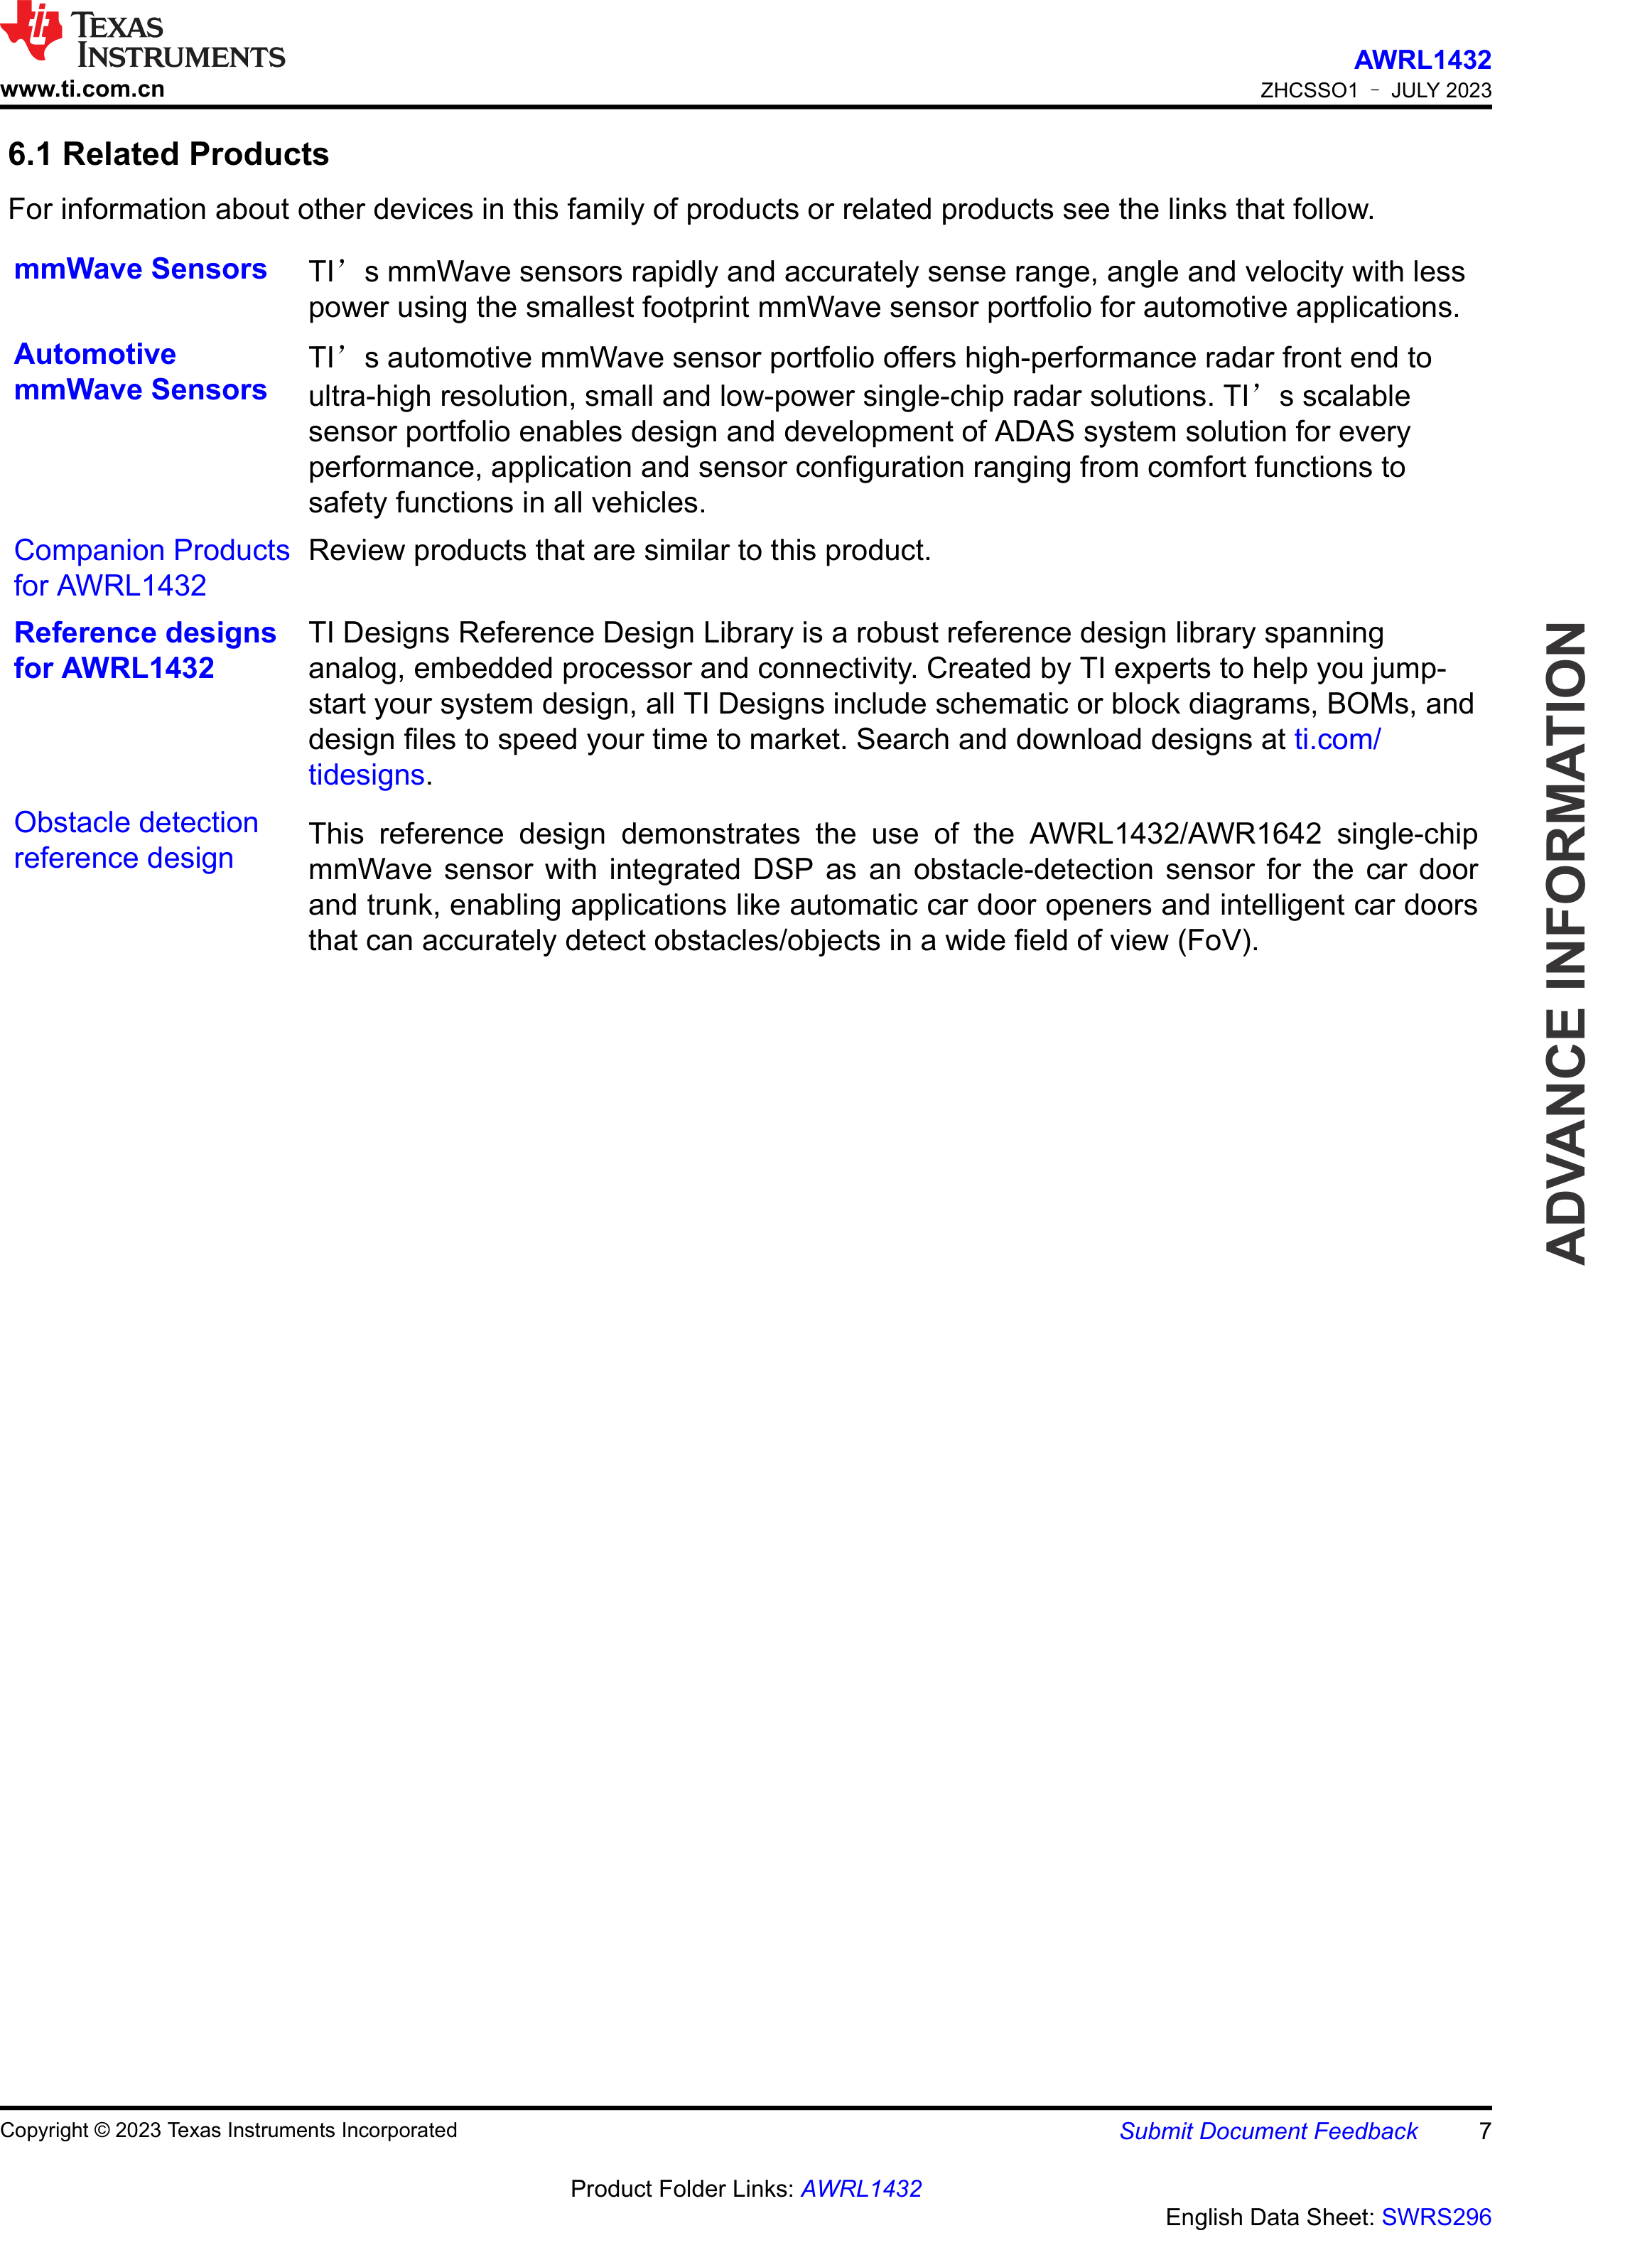 TEXAS
INSTRUMENTS
www.ti.com.cn
AWRL1432
ZHCSSO1 – JULY 2023
6.1 Related Products
For information about other devices in this family of products or related products see the links that follow.
mmWave Sensors
TI’s mmWave sensors rapidly and accurately sense range, angle and velocity with less
power using the smallest footprint mmWave sensor portfolio for automotive applications.
Automotive
mmWave Sensors
TI’s automotive mmWave sensor portfolio offers high-performance radar front end to
ultra-high resolution, small and low-power single-chip radar solutions. TI’s scalable
sensor portfolio enables design and development of ADAS system solution for every
performance, application and sensor configuration ranging from comfort functions to
safety functions in all vehicles.
Companion Products
for AWRL1432
Review products that are similar to this product.
Reference designs
for AWRL1432
TI Designs Reference Design Library is a robust reference design library spanning
analog, embedded processor and connectivity. Created by TI experts to help you jump-
start your system design, all TI Designs include schematic or block diagrams, BOMs, and
design files to speed your time to market. Search and download designs at ti.com/
tidesigns.
Obstacle detection
reference design
This reference design demonstrates the use of the AWRL1432/AWR1642 single-chip
mmWave sensor with integrated DSP as an obstacle-detection sensor for the car door
and trunk, enabling applications like automatic car door openers and intelligent car doors
that can accurately detect obstacles/objects in a wide field of view (FoV).
ADVANCE INFORMATION
Copyright © 2023 Texas Instruments Incorporated
Submit Document Feedback 7
Product Folder Links: AWRL1432
English Data Sheet: SWRS296